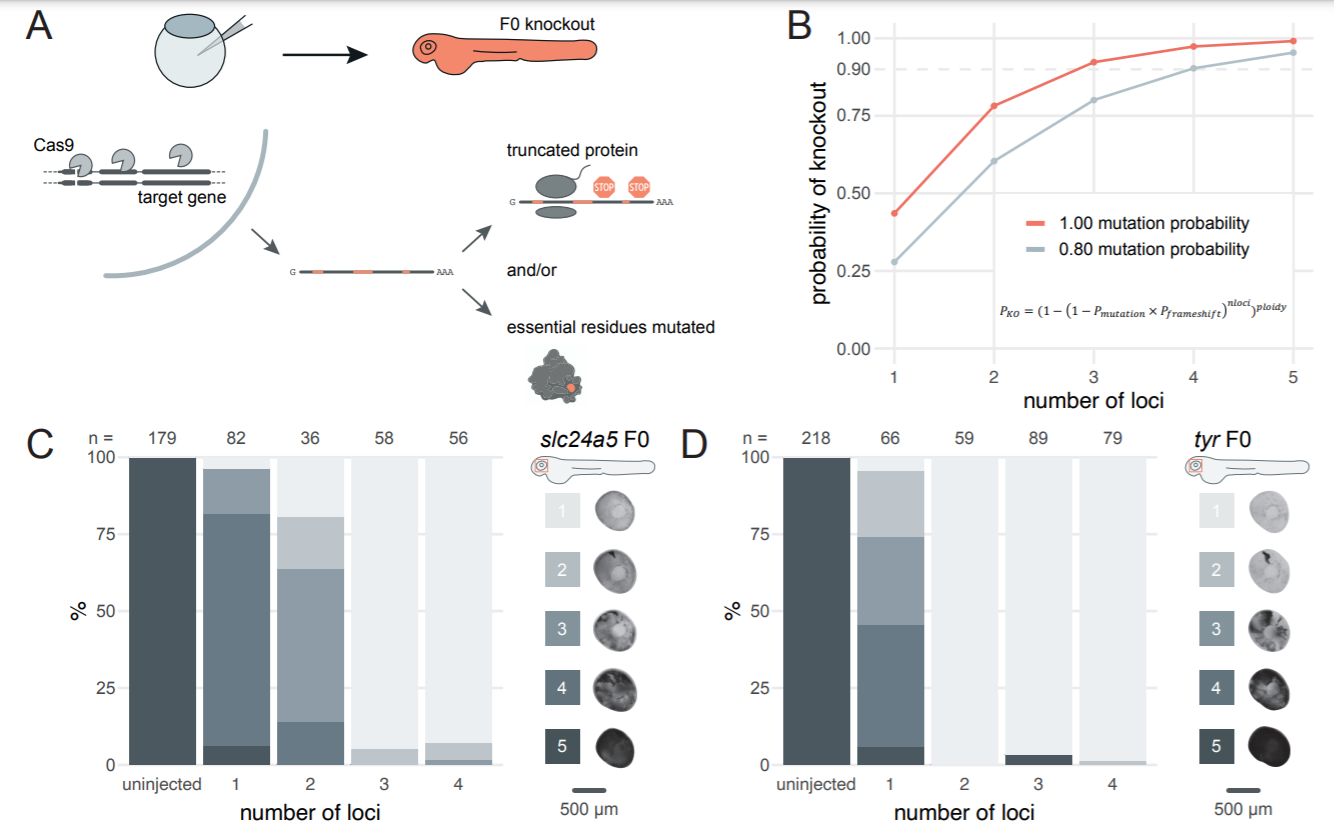 A
F0 knockout
Cas9
target gene
truncated protein
STOP STOP
G AAA
G AAA
and/or
essential residues mutated
B
probability of knockout
1.00
0.90
0.75
0.50
0.25
0.00
1.00 mutation probability
0.80 mutation probability
P_KO = (1 − (1 − P_mutation × P_frameshift)^nloci)^ploidy
1 2 3 4 5
number of loci
C
n = 179 82 36 58 56
slc24a5 F0
%
100
75
50
25
0
uninjected 1 2 3 4
number of loci
1
2
3
4
5
500 µm
D
n = 218 66 59 89 79
tyr F0
%
100
75
50
25
0
uninjected 1 2 3 4
number of loci
1
2
3
4
5
500 µm